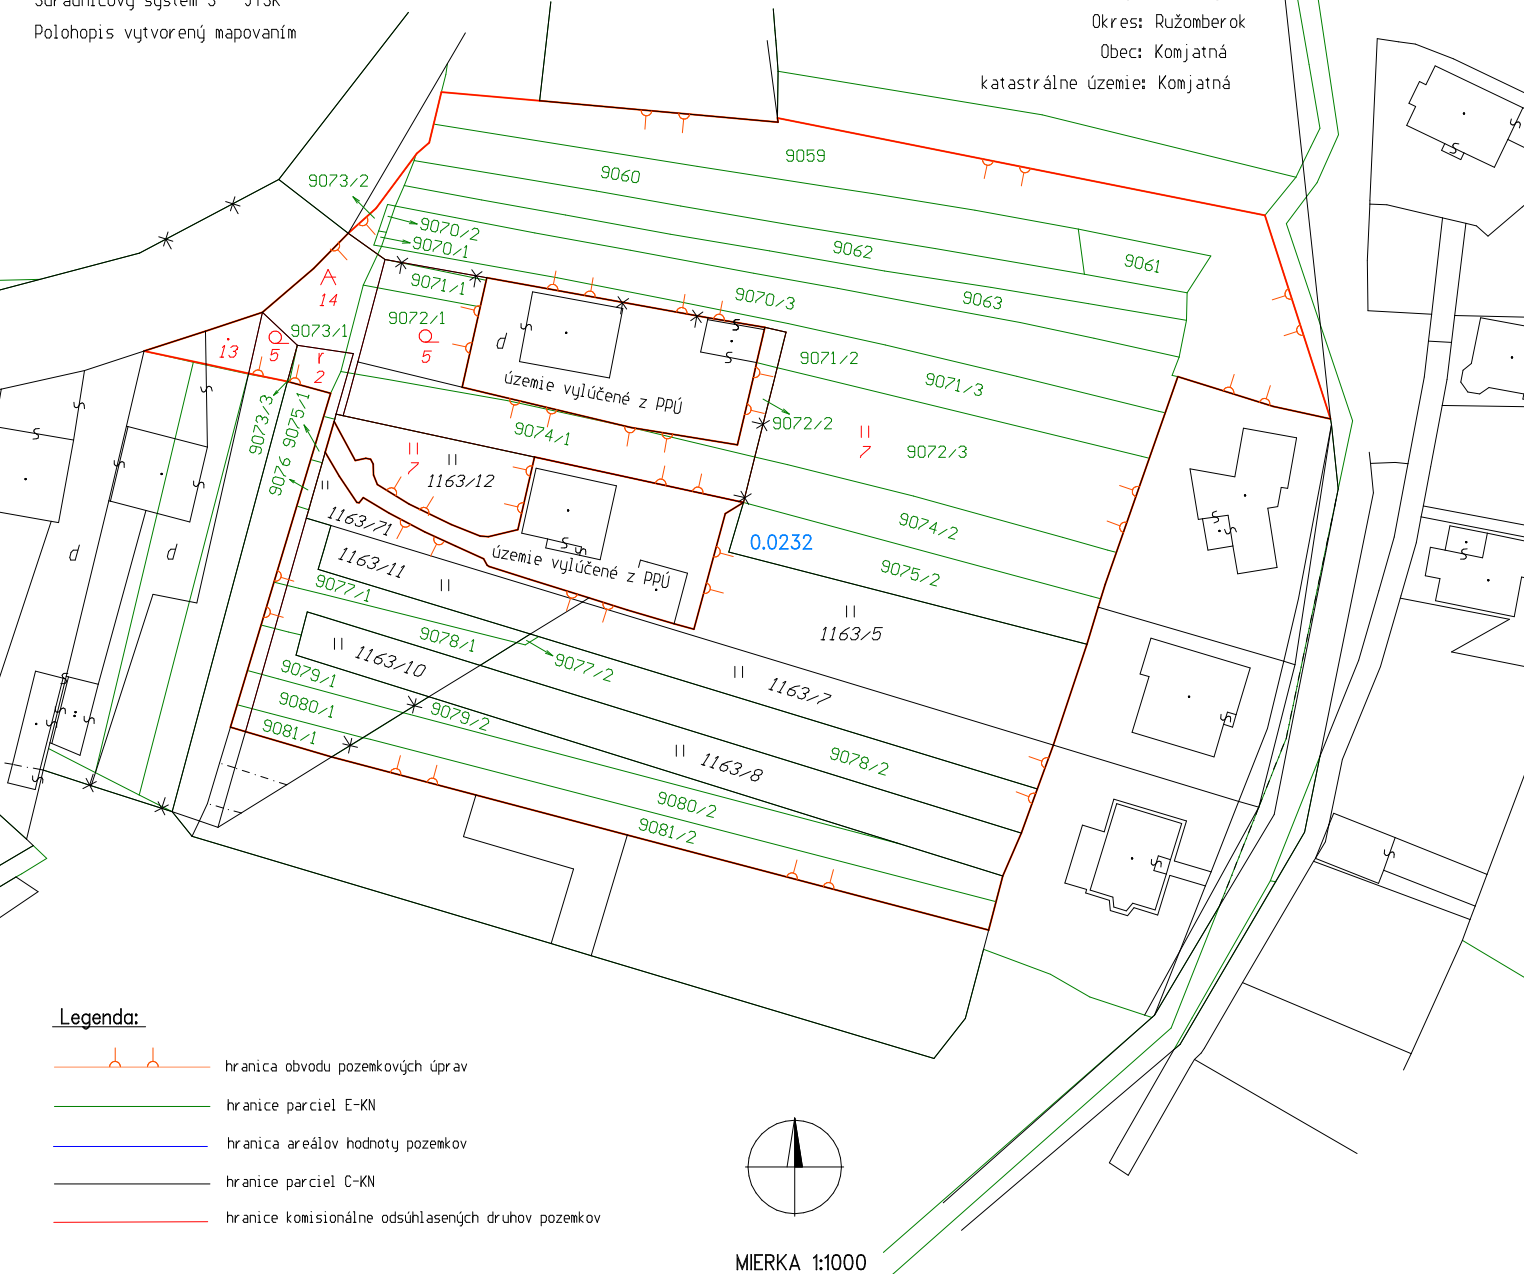 Súradnicový systém S - JTSK
Polohopis vytvorený mapovaním
Okres: Ružomberok
Obec: Komjatná
katastrálne územie: Komjatná
9059
9060
9073/2
9070/2
9070/1
9062
9061
9071/1
9070/3
9063
14
9072/1
9073/1
d
13
5
5
r
2
9071/2
9071/3
územie vylúčené z PPÚ
9073/3
9075/1
9074/1
9072/2
7
9072/3
7
1163/12
9076
1163/71
9074/2
0.0232
územie vylúčené z PPÚ
d
d
1163/11
9075/2
9077/1
1163/5
9078/1
1163/10
9077/2
9079/1
1163/7
9080/1
9079/2
9081/1
1163/8
9078/2
9080/2
9081/2
Legenda:
hranica obvodu pozemkových úprav
hranice parciel E-KN
hranica areálov hodnoty pozemkov
hranice parciel C-KN
hranice komisionálne odsúhlasených druhov pozemkov
MIERKA 1:1000